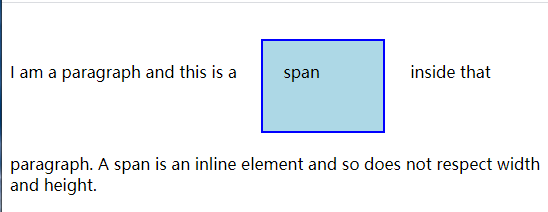 I am a paragraph and this is a span inside that
paragraph. A span is an inline element and so does not respect width
and height.